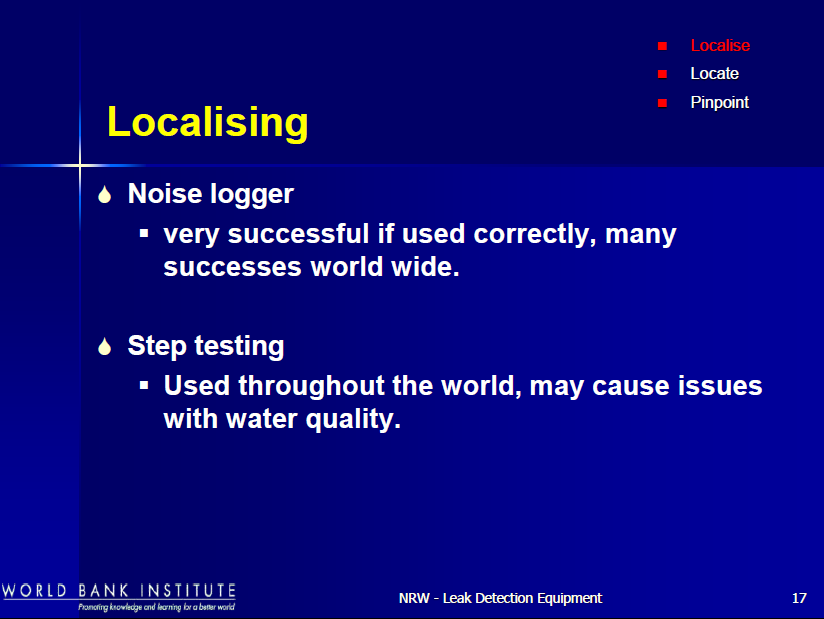 Localise
Locate
Pinpoint
Localising
Noise logger
very successful if used correctly, many
successes world wide.
Step testing
Used throughout the world, may cause issues
with water quality.
WORLD BANK INSTITUTE
Promoting knowledge and learning for a better world
NRW - Leak Detection Equipment
17